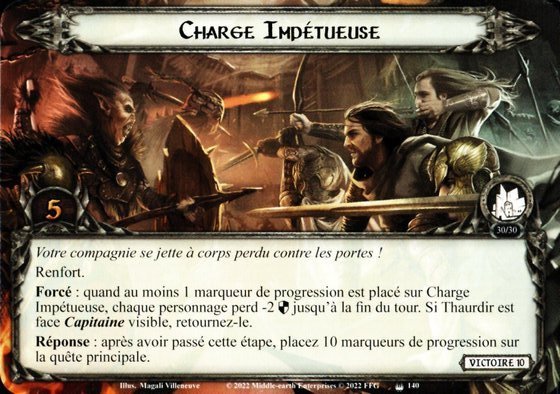 Charge Impétueuse
5
30/30
Votre compagnie se jette à corps perdu contre les portes !
Renfort.
Forcé : quand au moins 1 marqueur de progression est placé sur Charge
Impétueuse, chaque personnage perd -2 jusqu'à la fin du tour. Si Thaurdir est
face Capitaine visible, retournez-le.
Réponse : après avoir passé cette étape, placez 10 marqueurs de progression sur
la quête principale.
VICTOIRE 10
Illus. Magali Villeneuve © 2022 Middle-earth Enterprises © 2022 FFG 140